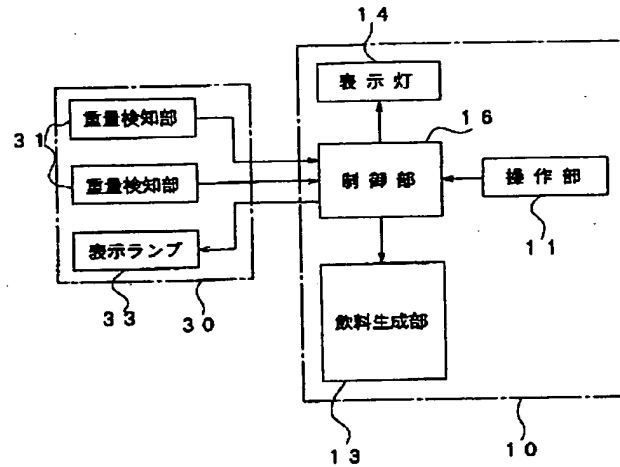 14
表示灯
重量検知部
16
31
重量検知部
制御部
操作部
表示ランプ
11
33
30
飲料生成部
13
10